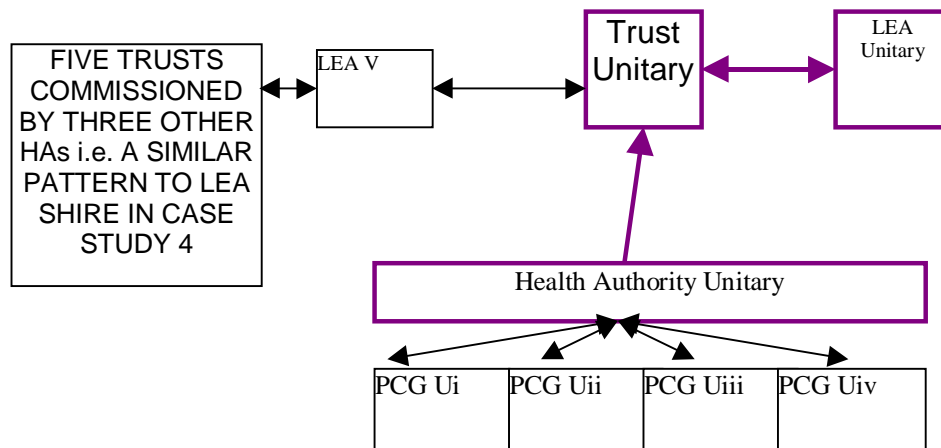 FIVE TRUSTS
COMMISSIONED
BY THREE OTHER
HAs i.e. A SIMILAR
PATTERN TO LEA
SHIRE IN CASE
STUDY 4
LEA V
Trust
Unitary
LEA
Unitary
Health Authority Unitary
PCG Ui
PCG Uii
PCG Uiii
PCG Uiv